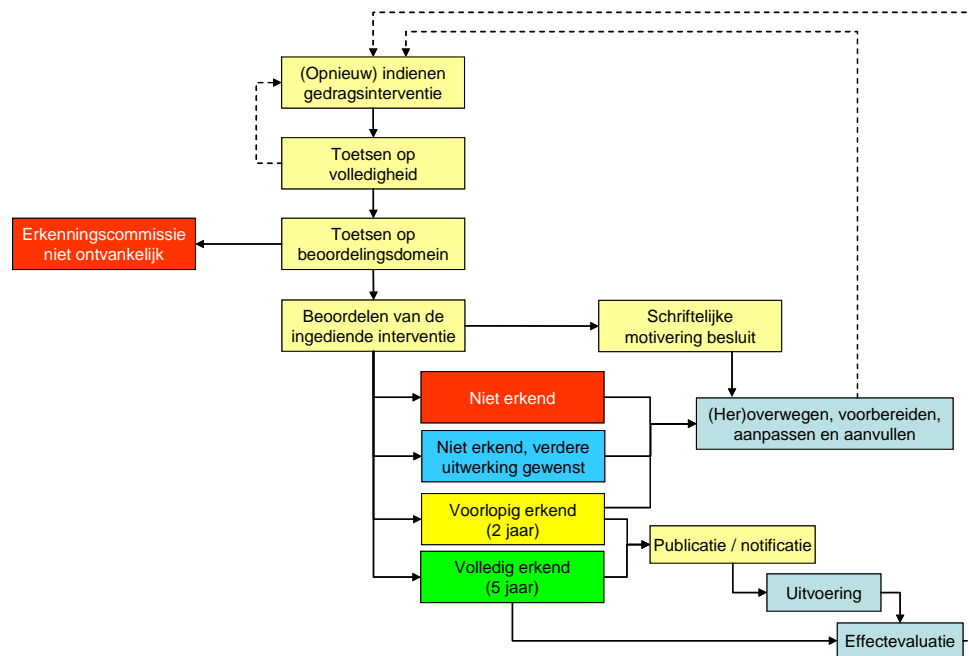 (Opnieuw) indienen
gedragsinterventie
Toetsen op
volledigheid
Erkenningscommissie
niet ontvankelijk
Toetsen op
beoordelingsdomein
Beoordelen van de
ingediende interventie
Schriftelijke
motivering besluit
Niet erkend
(Her)overwegen, voorbereiden,
aanpassen en aanvullen
Niet erkend, verdere
uitwerking gewenst
Voorlopig erkend
(2 jaar)
Publicatie / notificatie
Volledig erkend
(5 jaar)
Uitvoering
Effectevaluatie